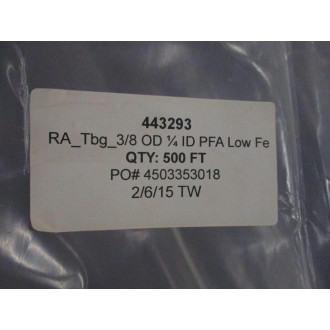 443293
RA_Tbg_3/8 OD ¼ ID PFA Low Fe
QTY: 500 FT
PO# 4503353018
2/6/15 TW